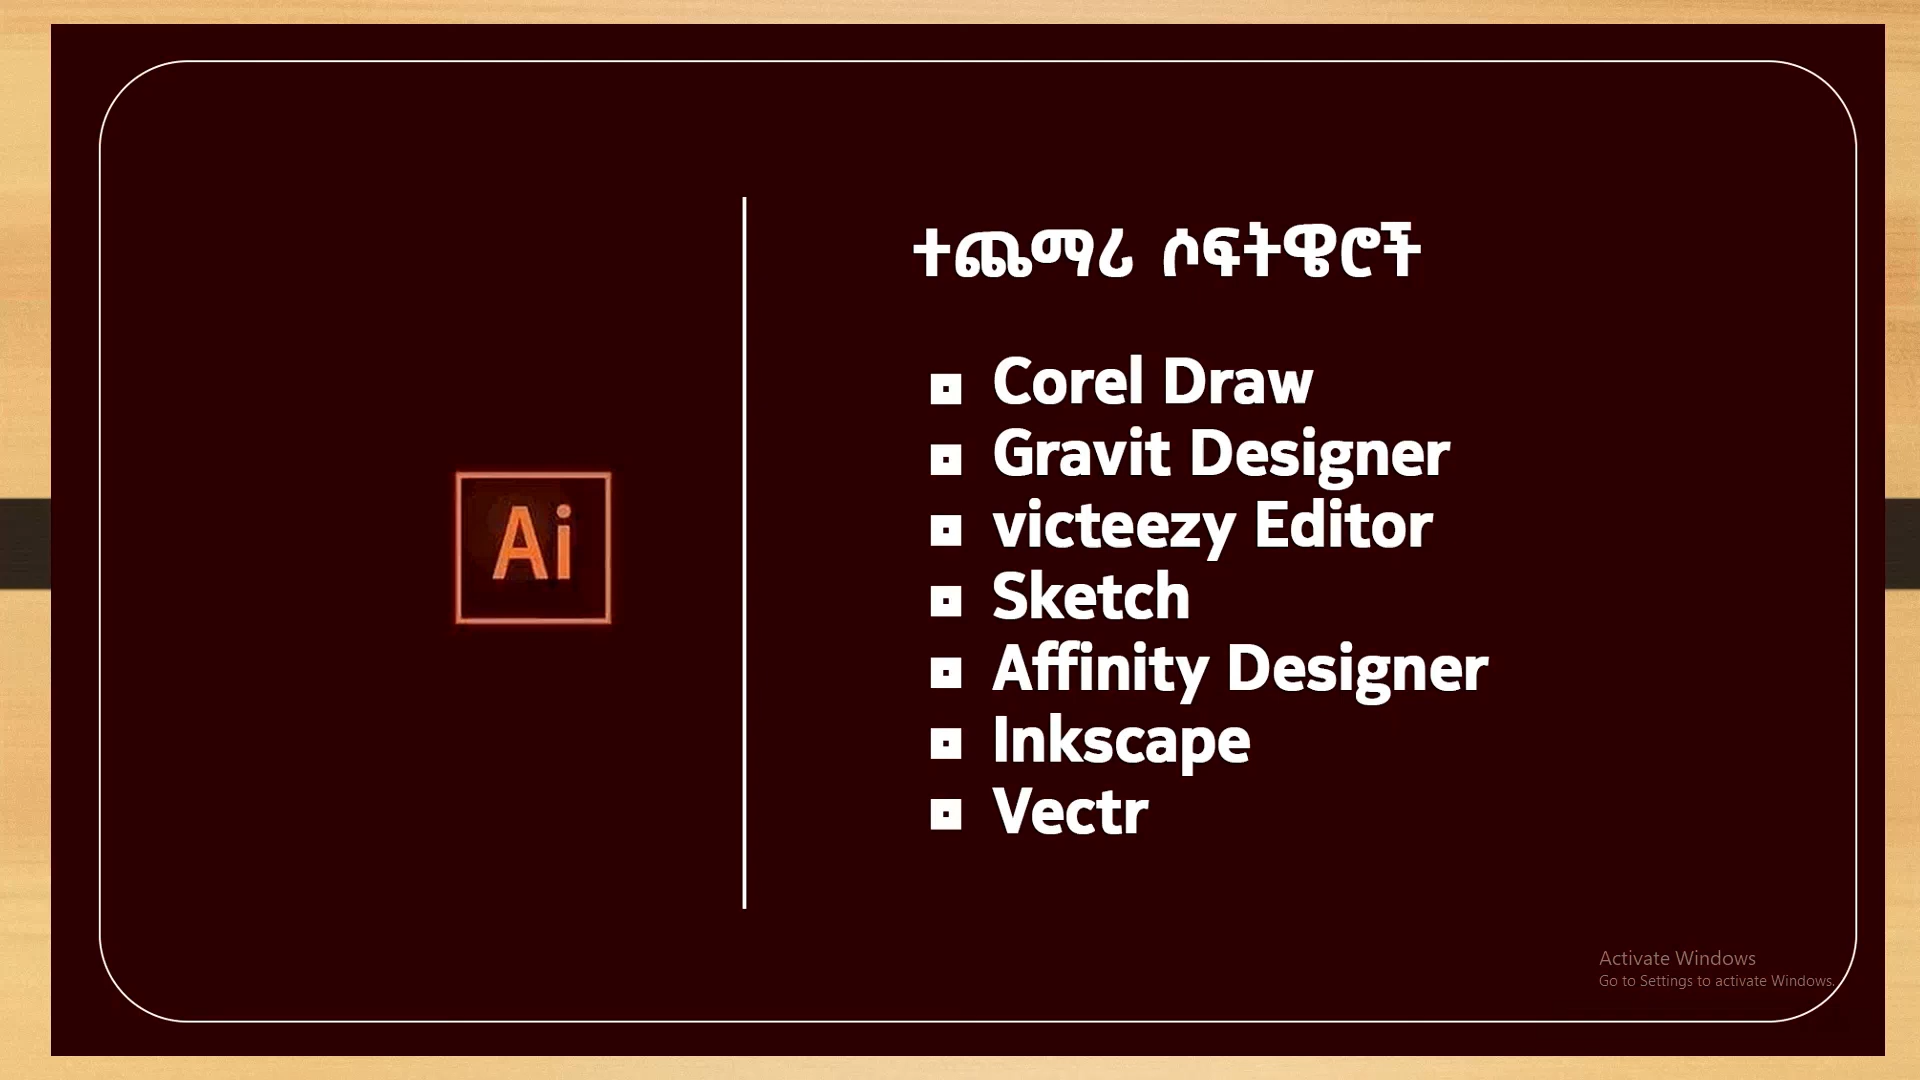 Ai
ተጨማሪ ሶፍትዌሮች
Corel Draw
Gravit Designer
victeezy Editor
Sketch
Affinity Designer
Inkscape
Vectr
Activate Windows
Go to Settings to activate Windows.